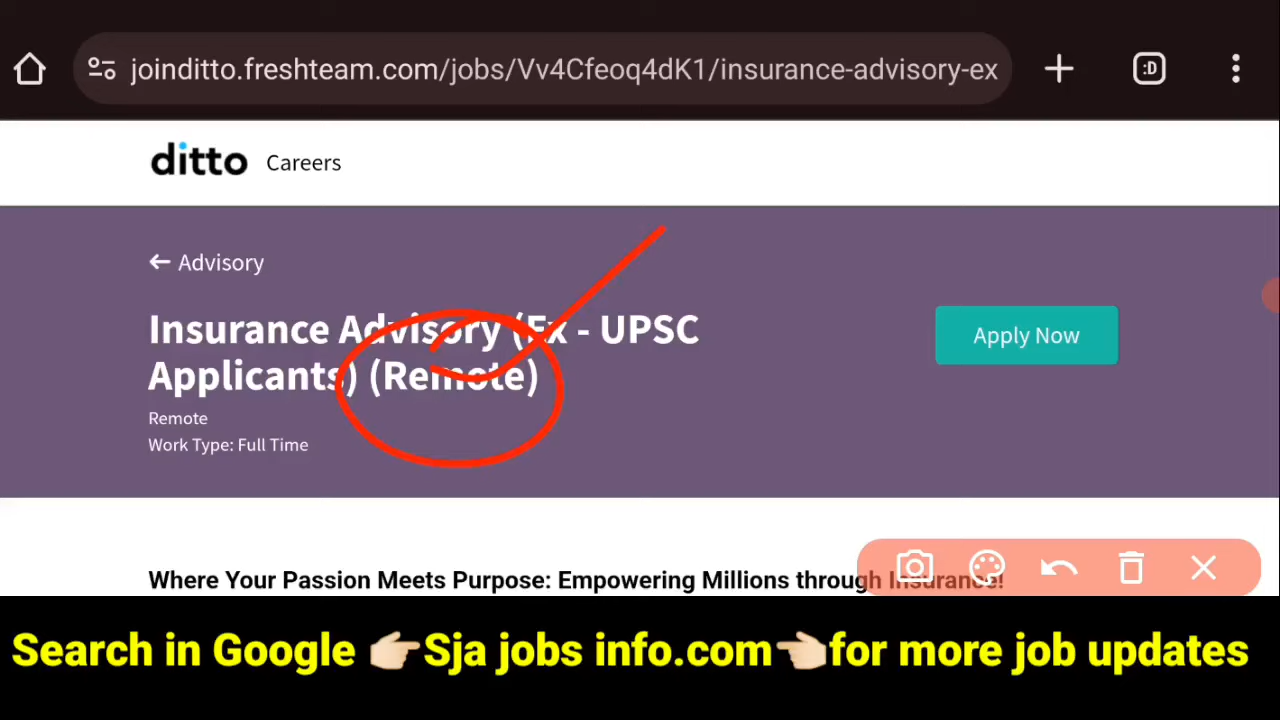 joinditto.freshteam.com/jobs/Vv4Cfeoq4dK1/insurance-advisory-ex
:D
ditto Careers
← Advisory
Insurance Advisory (Ex - UPSC
Applicants) (Remote)
Apply Now
Remote
Work Type: Full Time
Where Your Passion Meets Purpose: Empowering Millions through Insurance!
Search in Google 👉🏻Sja jobs info.com👈🏻for more job updates